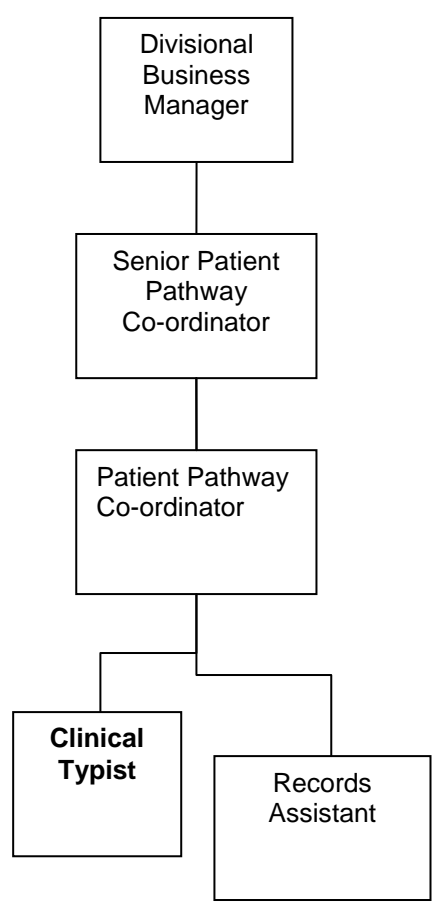 Divisional
Business
Manager
Senior Patient
Pathway
Co-ordinator
Patient Pathway
Co-ordinator
Clinical
Typist
Records
Assistant